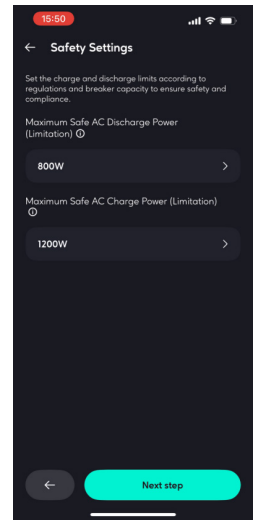 15:50
Safety Settings
Set the charge and discharge limits according to
regulations and breaker capacity to ensure safety and
compliance.
Maximum Safe AC Discharge Power
(Limitation)
800W
Maximum Safe AC Charge Power (Limitation)
1200W
Next step